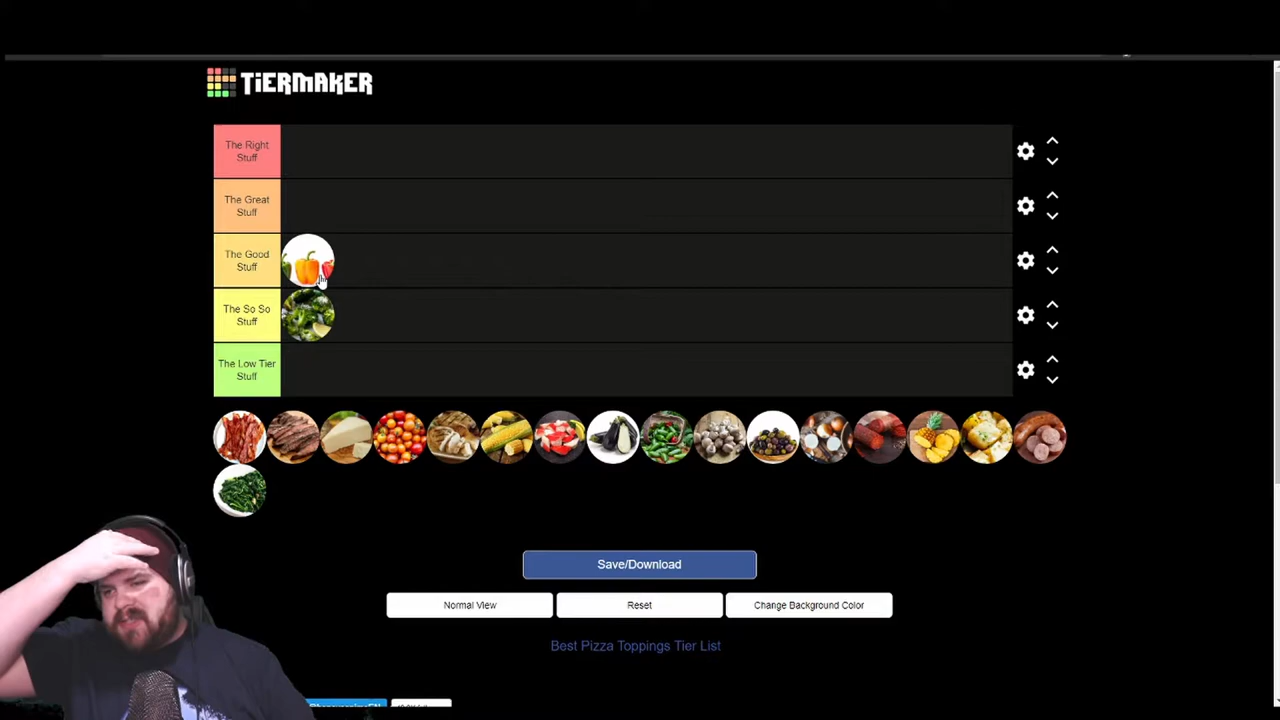 TiERMAKER
The Right
Stuff
The Great
Stuff
The Good
Stuff
The So So
Stuff
The Low Tier
Stuff
Save/Download
Normal View
Reset
Change Background Color
Best Pizza Toppings Tier List